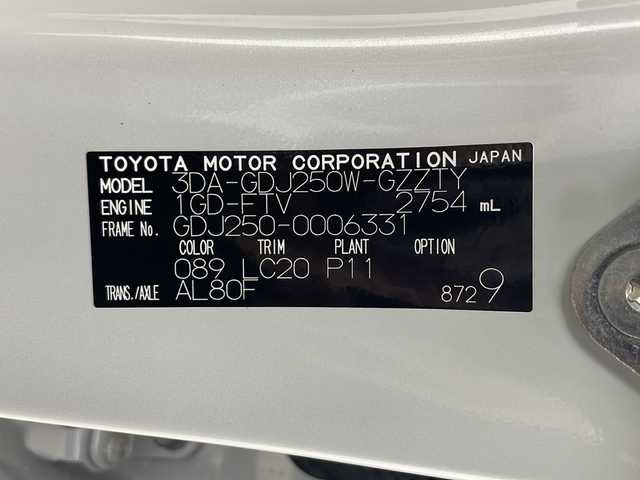 TOYOTA MOTOR CORPORATION JAPAN
MODEL 3DA-GDJ250W-GZZTY
ENGINE 1GD-FTV 2754 mL
FRAME No. GDJ250-0006331
COLOR TRIM PLANT OPTION
089 LC20 P11
TRANS./AXLE AL80F 8729